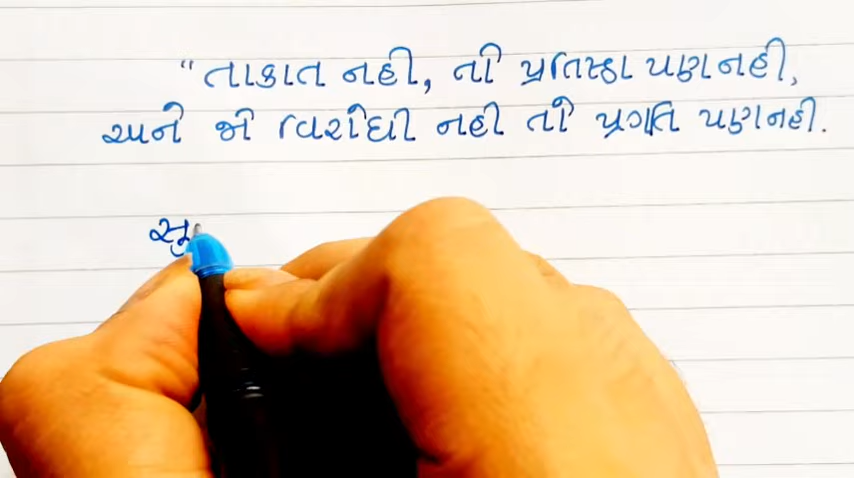 "તાકાત નહી, તો પ્રતિષ્ઠા પણ નહી,
અને જો વિરોધી નહી તો પ્રગતિ પણ નહી.
સુ